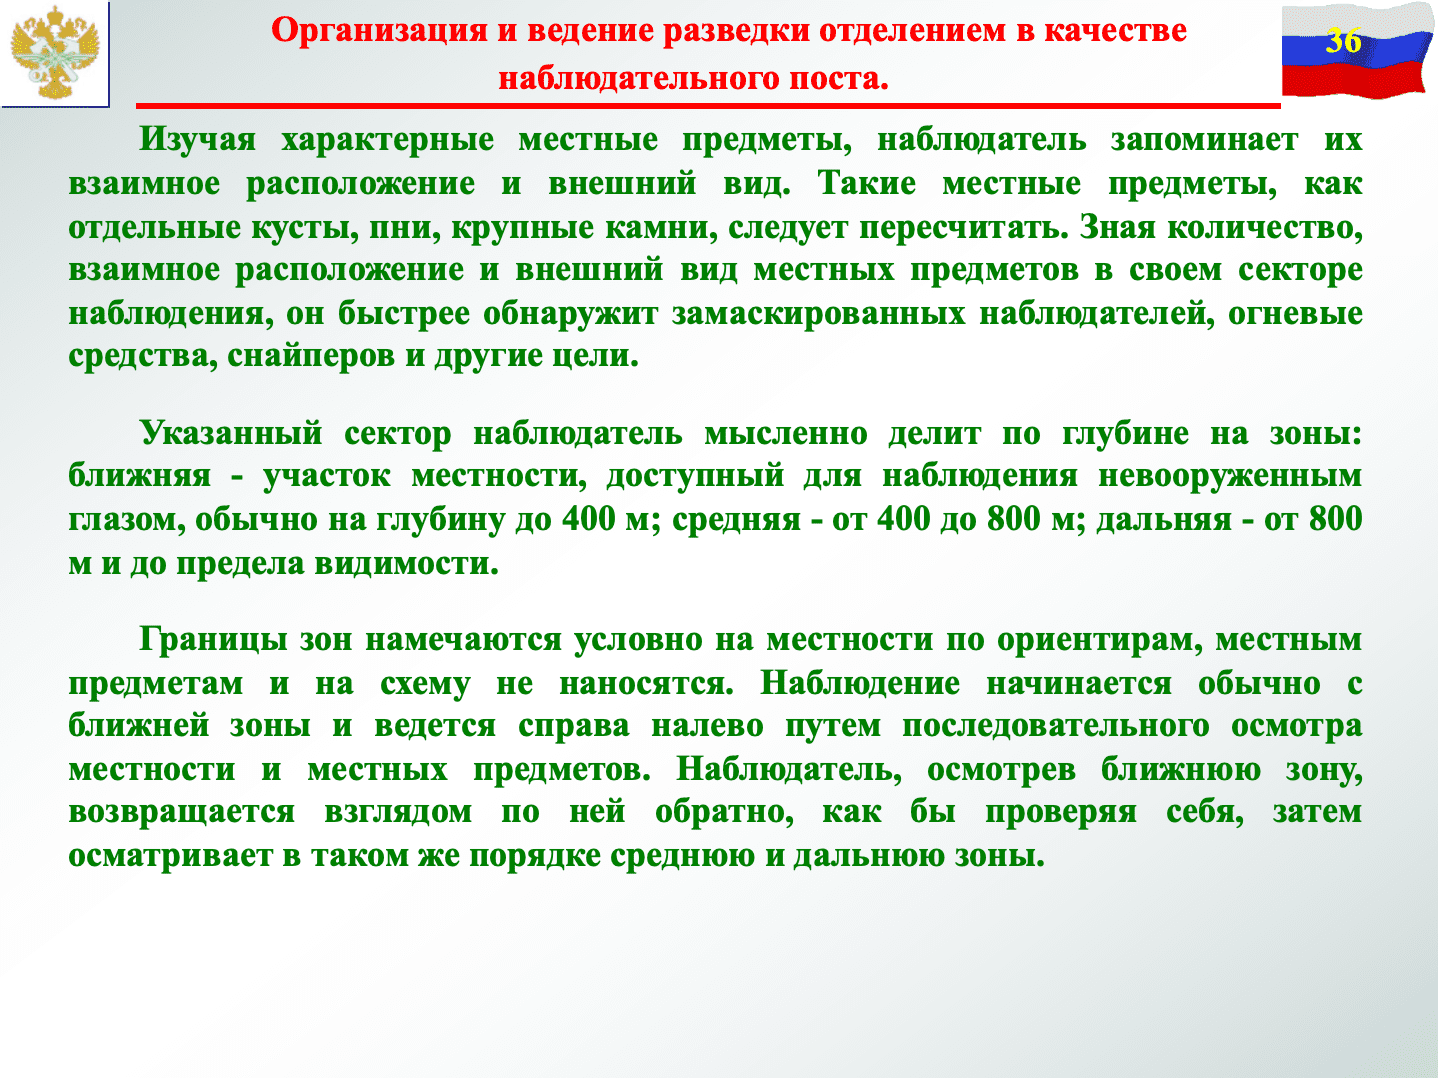 Организация и ведение разведки отделением в качестве
наблюдательного поста.
36
Изучая характерные местные предметы, наблюдатель запоминает их
взаимное расположение и внешний вид. Такие местные предметы, как
отдельные кусты, пни, крупные камни, следует пересчитать. Зная количество,
взаимное расположение и внешний вид местных предметов в своем секторе
наблюдения, он быстрее обнаружит замаскированных наблюдателей, огневые
средства, снайперов и другие цели.
Указанный сектор наблюдатель мысленно делит по глубине на зоны:
ближняя - участок местности, доступный для наблюдения невооруженным
глазом, обычно на глубину до 400 м; средняя - от 400 до 800 м; дальняя - от 800
м и до предела видимости.
Границы зон намечаются условно на местности по ориентирам, местным
предметам и на схему не наносятся. Наблюдение начинается обычно с
ближней зоны и ведется справа налево путем последовательного осмотра
местности и местных предметов. Наблюдатель, осмотрев ближнюю зону,
возвращается взглядом по ней обратно, как бы проверяя себя, затем
осматривает в таком же порядке среднюю и дальнюю зоны.